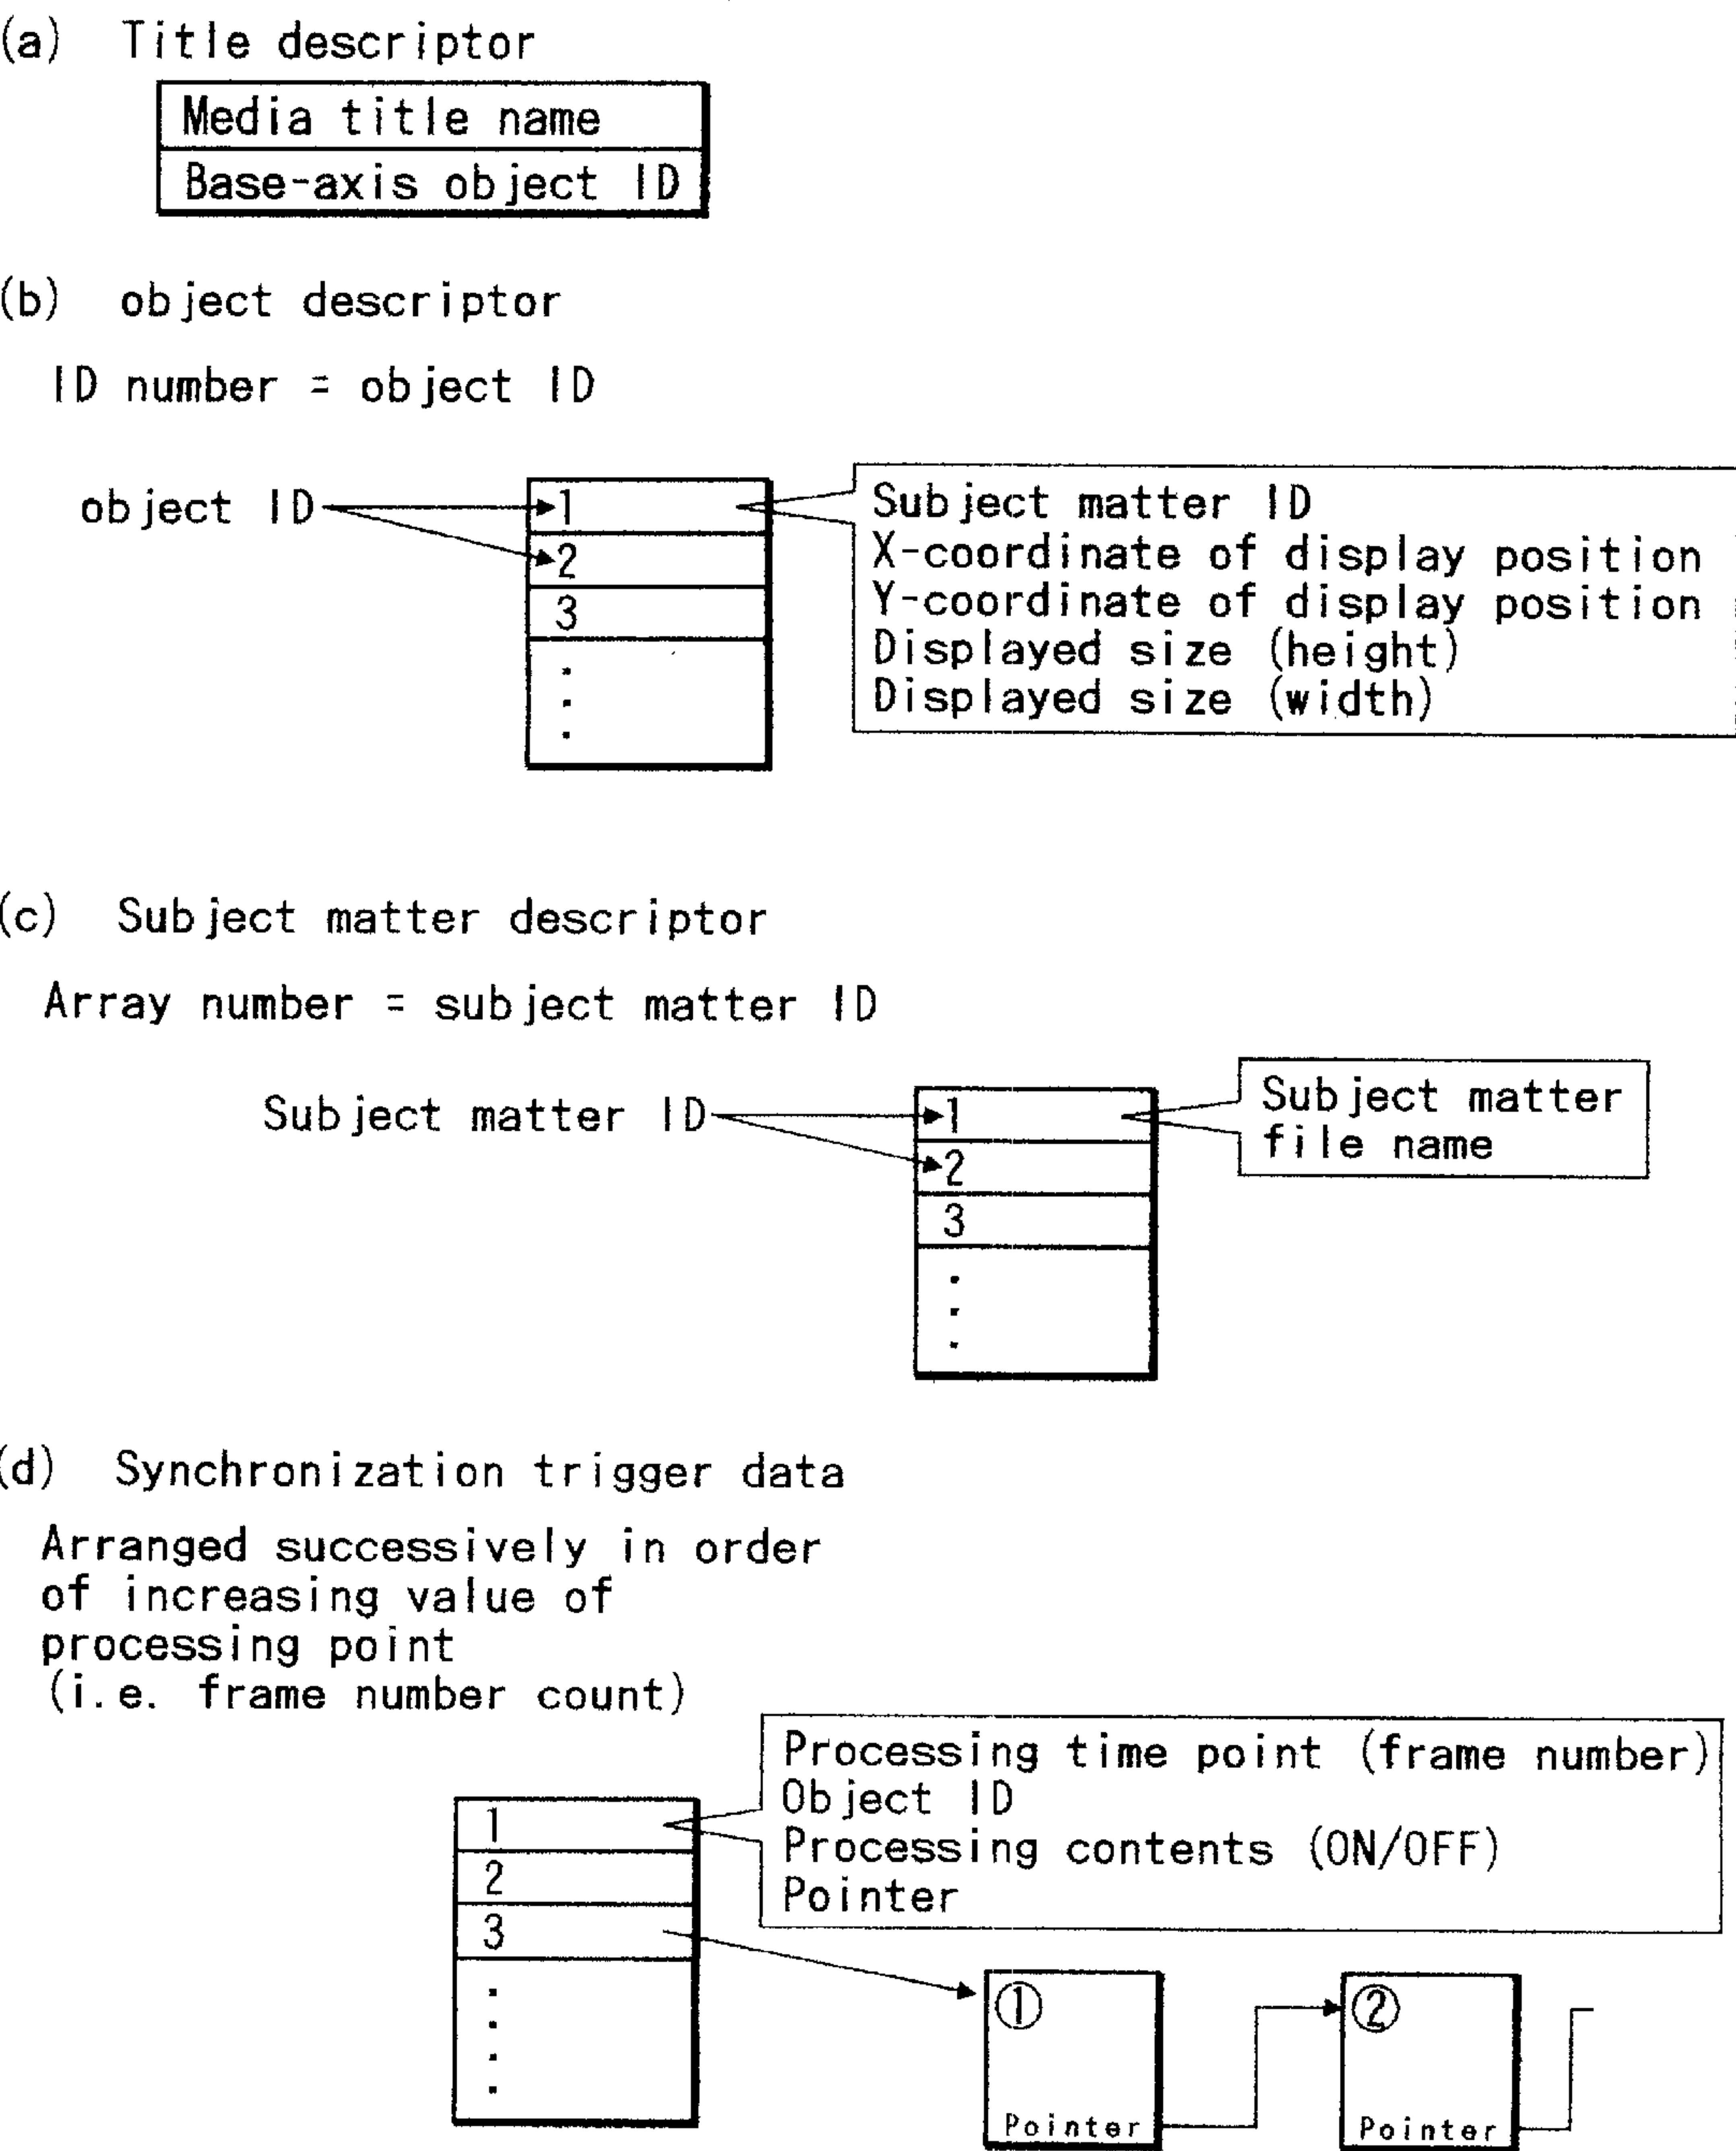 (a) Title descriptor
Media title name
Base-axis object ID
(b) object descriptor
ID number = object ID
object ID
1
2
3
Subject matter ID
X-coordinate of display position
Y-coordinate of display position
Displayed size (height)
Displayed size (width)
(c) Subject matter descriptor
Array number = subject matter ID
Subject matter ID
1
2
3
Subject matter
file name
(d) Synchronization trigger data
Arranged successively in order
of increasing value of
processing point
(i.e. frame number count)
1
2
3
Processing time point (frame number)
Object ID
Processing contents (ON/OFF)
Pointer
①
Pointer
②
Pointer